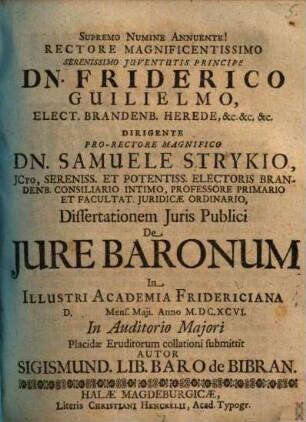 5.
SUPREMO NUMINE ANNUENTE!
RECTORE MAGNIFICENTISSIMO
SERENISSIMO JUVENTUTIS PRINCIPE
DN. FRIDERICO
GUILIELMO,
ELECT. BRANDENB. HEREDE, &c. &c. &c.
DIRIGENTE
PRO-RECTORE MAGNIFICO
DN. SAMUELE STRYKIO,
JCto, SERENISS. ET POTENTISS. ELECTORIS BRAN-
DENB. CONSILIARIO INTIMO, PROFESSORE PRIMARIO
ET FACULTAT. JURIDICÆ ORDINARIO,
Dissertationem Juris Publici
De
JURE BARONUM
In
ILLUSTRI ACADEMIA FRIDERICIANA
D. Mens. Maji. Anno M.DC.XCVI.
In Auditorio Majori
Placidæ Eruditorum collationi submittit
AUTOR
SIGISMUND. LIB. BARO de BIBRAN.
HALÆ MAGDEBURGICÆ,
Literis CHRISTIANI HENCKELII, Acad. Typogr.